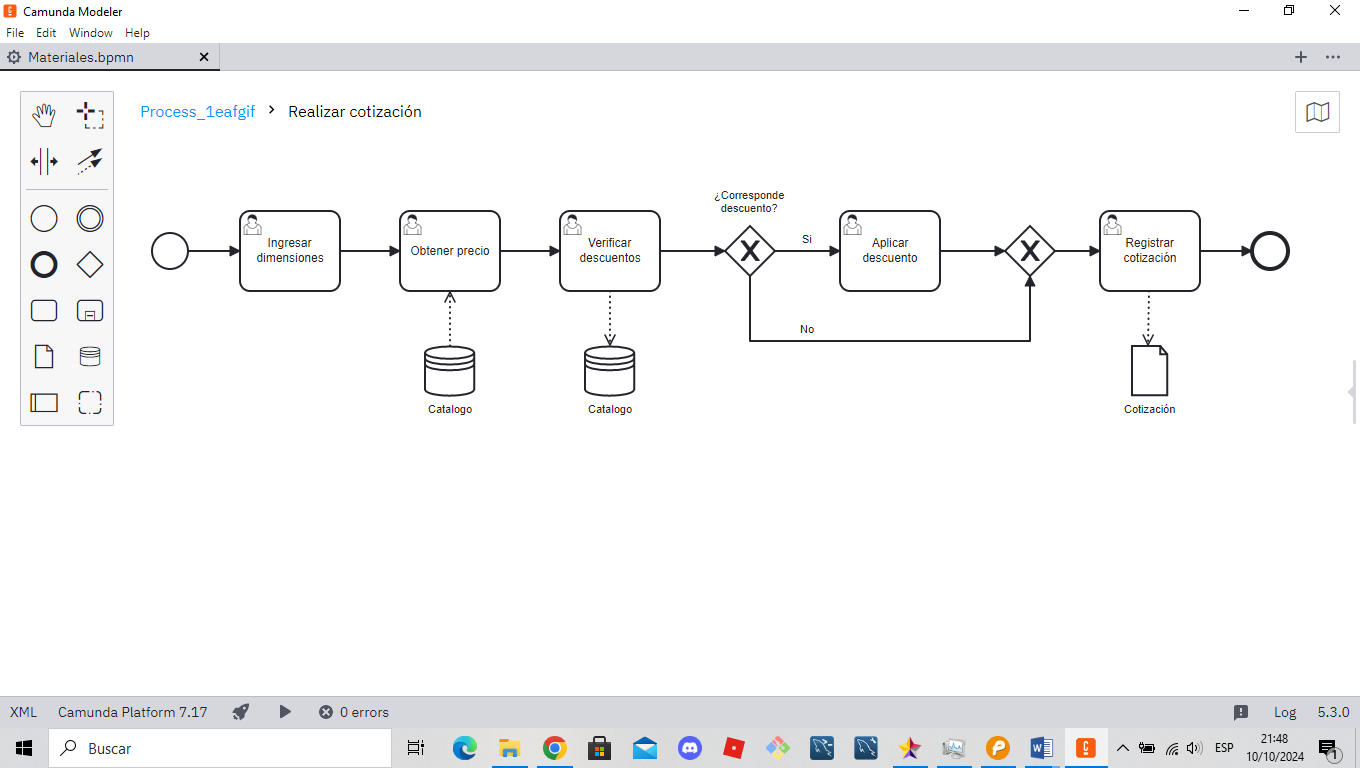 Camunda Modeler
File Edit Window Help
Materiales.bpmn
Process_1eafgif Realizar cotización
¿Corresponde
descuento?
Ingresar
dimensiones
Obtener precio
Verificar
descuentos
Si
Aplicar
descuento
Registrar
cotización
No
Catalogo
Catalogo
Cotización
XML Camunda Platform 7.17 0 errors Log 5.3.0
Buscar
ESP
21:48
10/10/2024
1